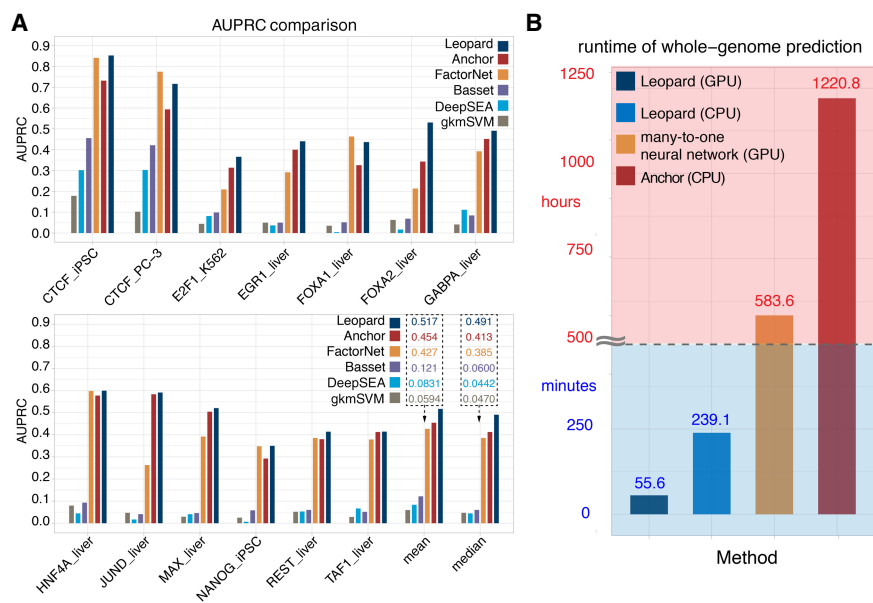 A
AUPRC comparison
AUPRC
0.9
0.8
0.7
0.6
0.5
0.4
0.3
0.2
0.1
0.0
Leopard
Anchor
FactorNet
Basset
DeepSEA
gkmSVM
CTCF_iPSC
CTCF_PC−3
E2F1_K562
EGR1_liver
FOXA1_liver
FOXA2_liver
GABPA_liver
AUPRC
0.9
0.8
0.7
0.6
0.5
0.4
0.3
0.2
0.1
0.0
Leopard 0.517 0.491
Anchor 0.454 0.413
FactorNet 0.427 0.385
Basset 0.121 0.0600
DeepSEA 0.0831 0.0442
gkmSVM 0.0594 0.0470
HNF4A_liver
JUND_liver
MAX_liver
NANOG_iPSC
REST_liver
TAF1_liver
mean
median
B
runtime of whole−genome prediction
1250
1000
hours
750
500
minutes
250
0
Leopard (GPU)
Leopard (CPU)
many-to-one
neural network (GPU)
Anchor (CPU)
55.6
239.1
583.6
1220.8
Method